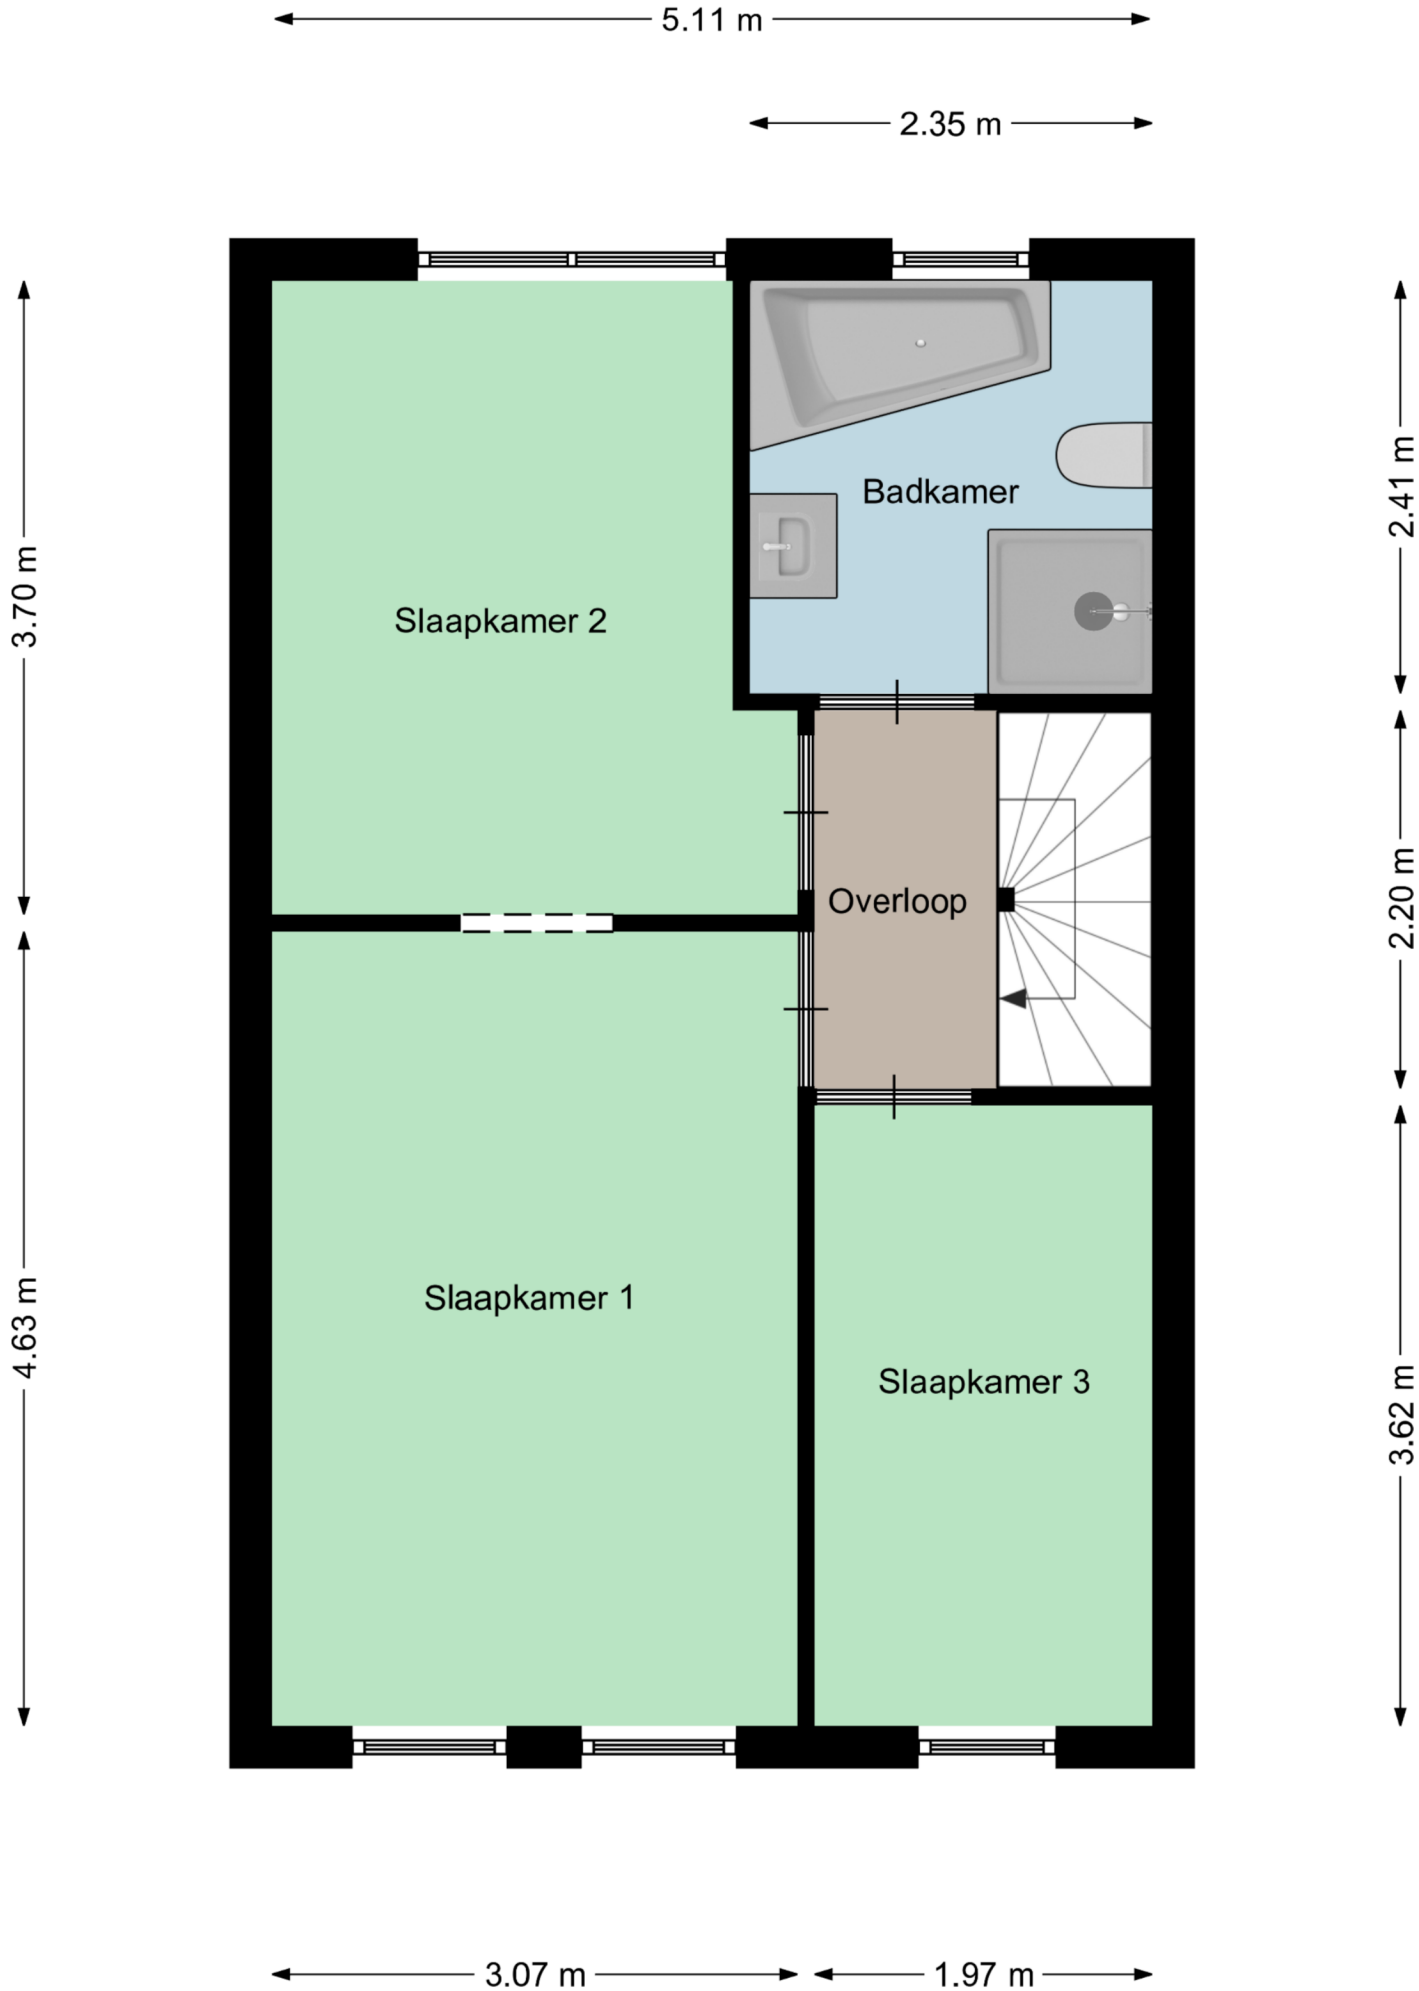 5.11 m
2.35 m
3.70 m
2.41 m
Badkamer
Slaapkamer 2
Overloop
2.20 m
4.63 m
Slaapkamer 1
Slaapkamer 3
3.62 m
3.07 m
1.97 m